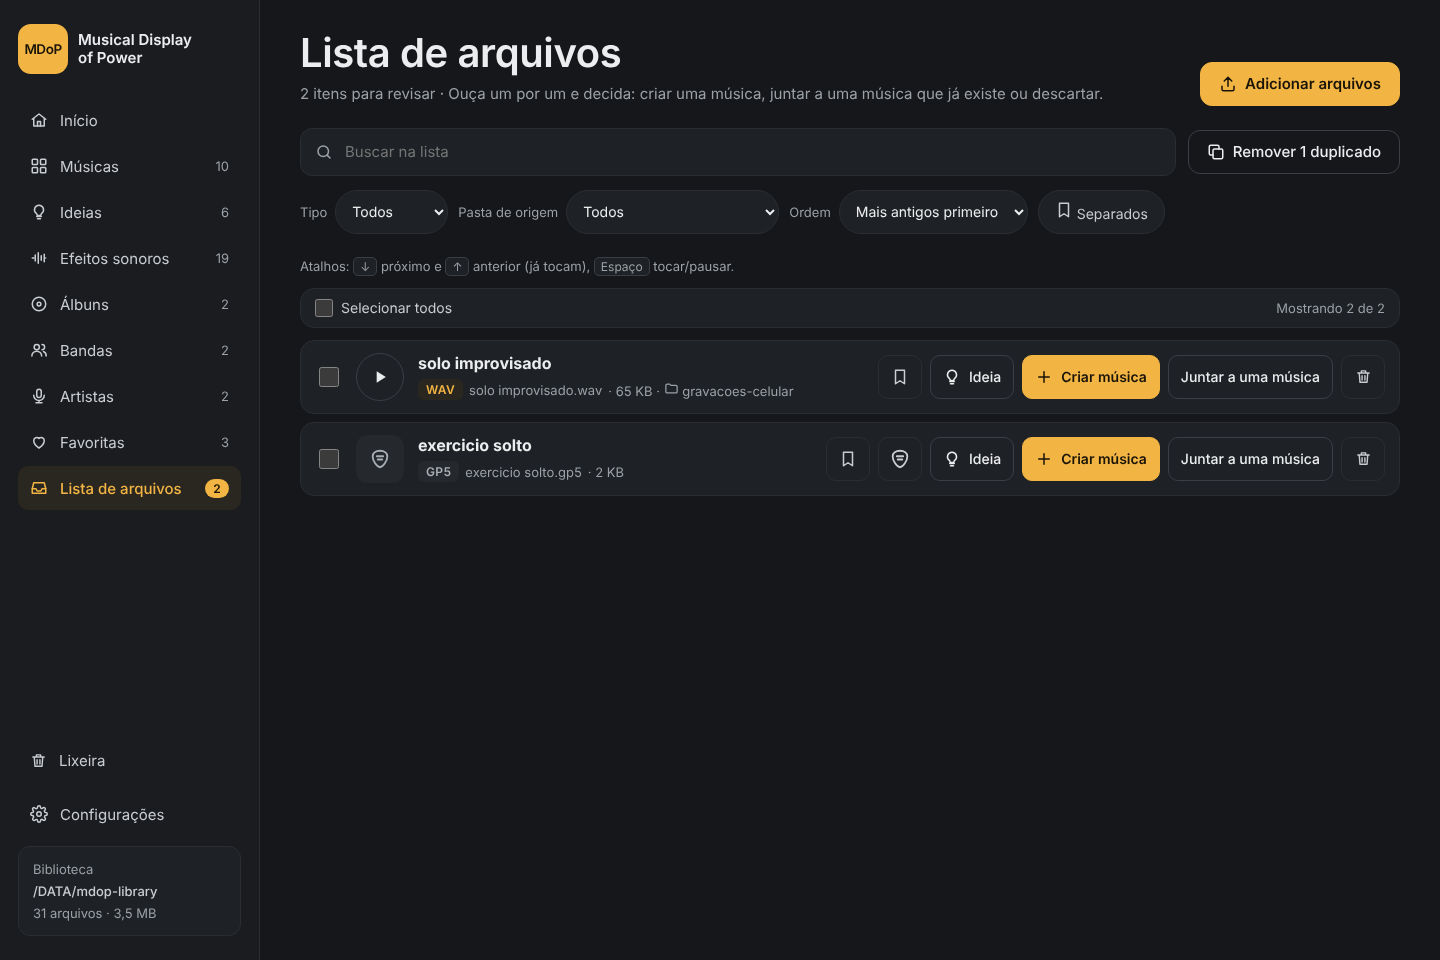 MDoP
Musical Display
of Power
Início
Músicas 10
Ideias 6
Efeitos sonoros 19
Álbuns 2
Bandas 2
Artistas 2
Favoritas 3
Lista de arquivos 2
Lixeira
Configurações
Biblioteca
/DATA/mdop-library
31 arquivos · 3,5 MB
Lista de arquivos
2 itens para revisar · Ouça um por um e decida: criar uma música, juntar a uma música que já existe ou descartar.
Adicionar arquivos
Buscar na lista
Remover 1 duplicado
Tipo Todos Pasta de origem Todos Ordem Mais antigos primeiro Separados
Atalhos: ↓ próximo e ↑ anterior (já tocam), Espaço tocar/pausar.
Selecionar todos Mostrando 2 de 2
solo improvisado
WAV solo improvisado.wav · 65 KB · gravacoes-celular
Ideia Criar música Juntar a uma música
exercicio solto
GP5 exercicio solto.gp5 · 2 KB
Ideia Criar música Juntar a uma música